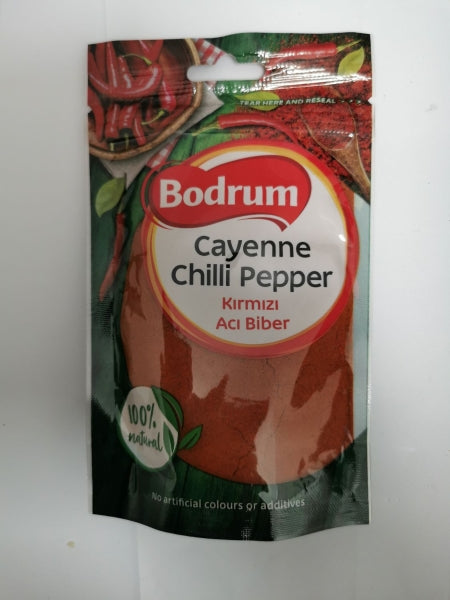 TEAR HERE AND RESEAL
Bodrum
Cayenne
Chilli Pepper
Kırmızı
Acı Biber
100%
natural
No artificial colours or additives